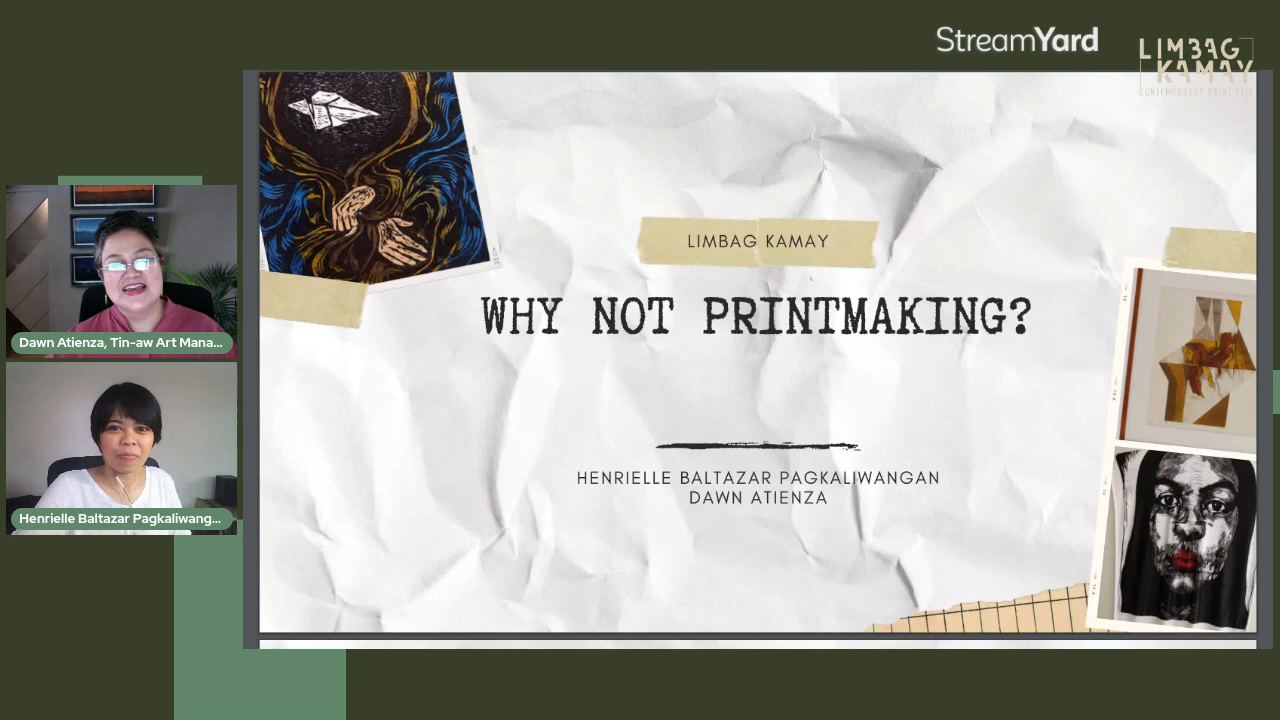 StreamYard
LIMBAG
KAMAY
CONTEMPORARY PRINT FAIR
LIMBAG KAMAY
WHY NOT PRINTMAKING?
HENRIELLE BALTAZAR PAGKALIWANGAN
DAWN ATIENZA
Dawn Atienza, Tin-aw Art Mana...
Henrielle Baltazar Pagkaliwang...